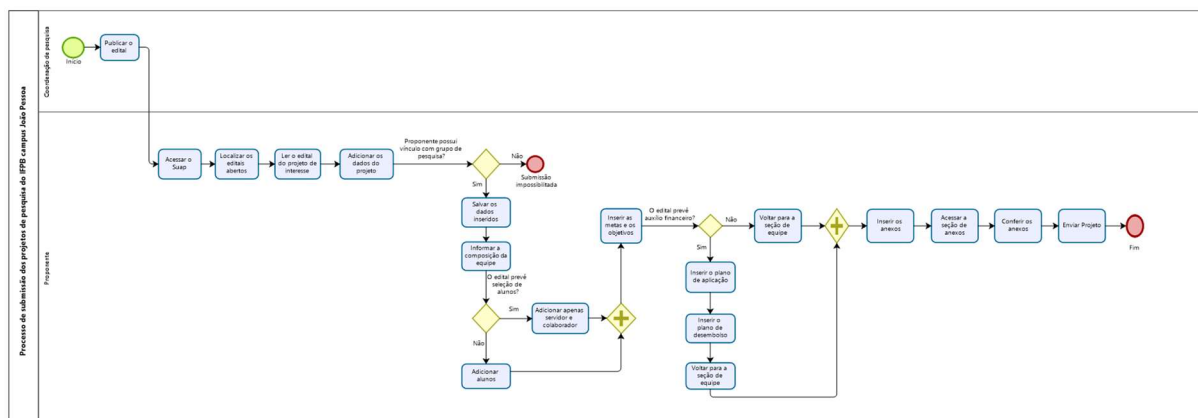 Processo de submissão dos projetos de pesquisa do IFPB campus João Pessoa
Coordenação de pesquisa
Início
Publicar o
edital
Proponente
Acessar o
Suap
Localizar os
editais
abertos
Ler o edital
do projeto de
interesse
Adicionar os
dados do
projeto
Proponente possui
vínculo com grupo de
pesquisa?
Não
Submissão
impossibilitada
Sim
Salvar os
dados
inseridos
Informar a
composição da
equipe
O edital prevê
seleção de
alunos?
Sim
Adicionar apenas
servidor e
colaborador
Não
Adicionar
alunos
Inserir as
metas e os
objetivos
O edital prevê
auxílio financeiro?
Não
Voltar para a
seção de
equipe
Sim
Inserir o plano
de aplicação
Inserir o
plano de
desembolso
Voltar para a
seção de
equipe
Inserir os
anexos
Acessar a
seção de
anexos
Conferir os
anexos
Enviar Projeto
Fim